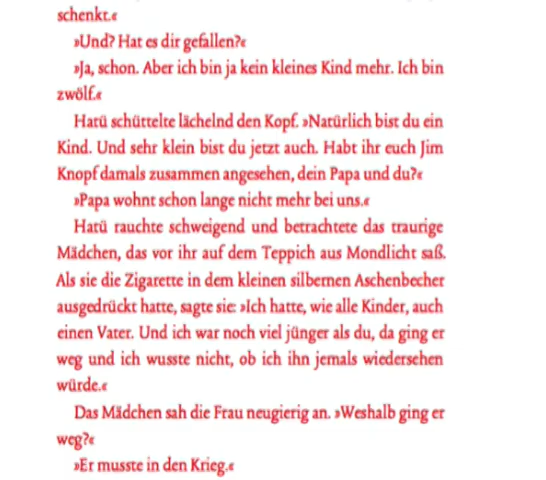 schenkt.«
»Und? Hat es dir gefallen?«
»Ja, schon. Aber ich bin ja kein kleines Kind mehr. Ich bin
zwölf.«
Hatü schüttelte lächelnd den Kopf. »Natürlich bist du ein
Kind. Und sehr klein bist du jetzt auch. Habt ihr euch Jim
Knopf damals zusammen angesehen, dein Papa und du?«
»Papa wohnt schon lange nicht mehr bei uns.«
Hatü rauchte schweigend und betrachtete das traurige
Mädchen, das vor ihr auf dem Teppich aus Mondlicht saß.
Als sie die Zigarette in dem kleinen silbernen Aschenbecher
ausgedrückt hatte, sagte sie: »Ich hatte, wie alle Kinder, auch
einen Vater. Und ich war noch viel jünger als du, da ging er
weg und ich wusste nicht, ob ich ihn jemals wiedersehen
würde.«
Das Mädchen sah die Frau neugierig an. »Weshalb ging er
weg?«
»Er musste in den Krieg.«